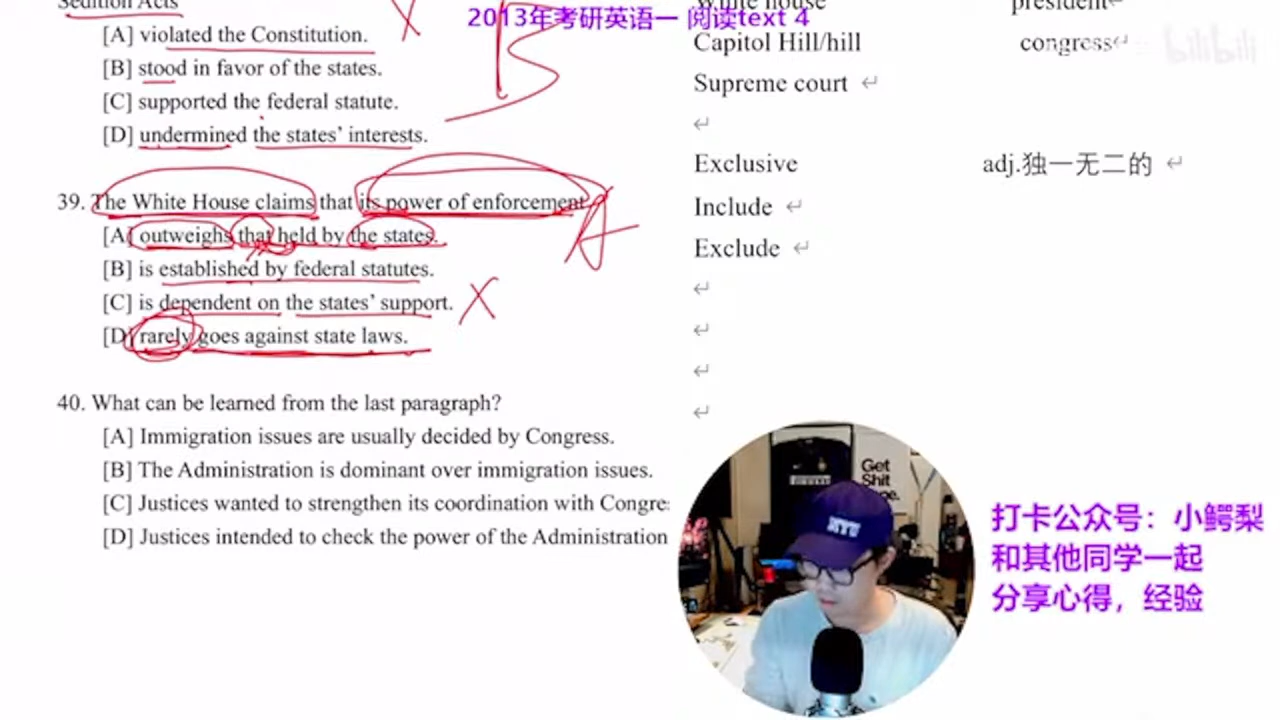 Sedition Acts
[A] violated the Constitution.
[B] stood in favor of the states.
[C] supported the federal statute.
[D] undermined the states' interests.
39. The White House claims that its power of enforcement
[A] outweighs that held by the states.
[B] is established by federal statutes.
[C] is dependent on the states' support.
[D] rarely goes against state laws.
40. What can be learned from the last paragraph?
[A] Immigration issues are usually decided by Congress.
[B] The Administration is dominant over immigration issues.
[C] Justices wanted to strengthen its coordination with Congre
[D] Justices intended to check the power of the Administration
X
B
A
X
2013年考研英语一 阅读text 4
White house president
Capitol Hill/hill congress
Supreme court
Exclusive adj.独一无二的
Include
Exclude
bilibili
Get
Shit
NYU
打卡公众号：小鳄梨
和其他同学一起
分享心得，经验